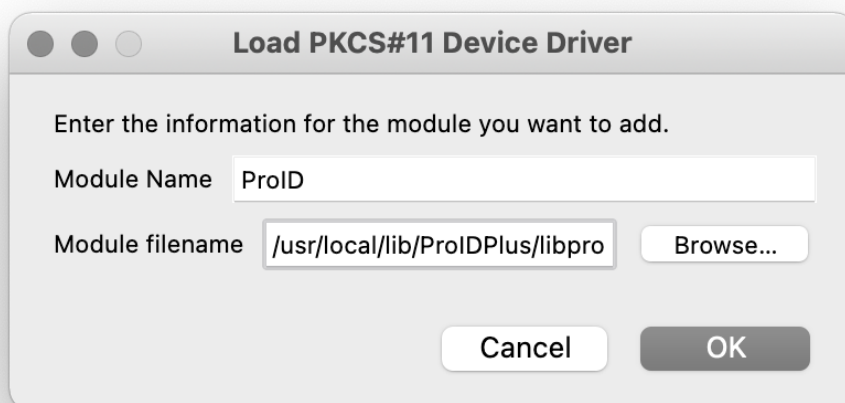 Load PKCS#11 Device Driver
Enter the information for the module you want to add.
Module Name ProID
Module filename /usr/local/lib/ProIDPlus/libpro Browse...
Cancel OK